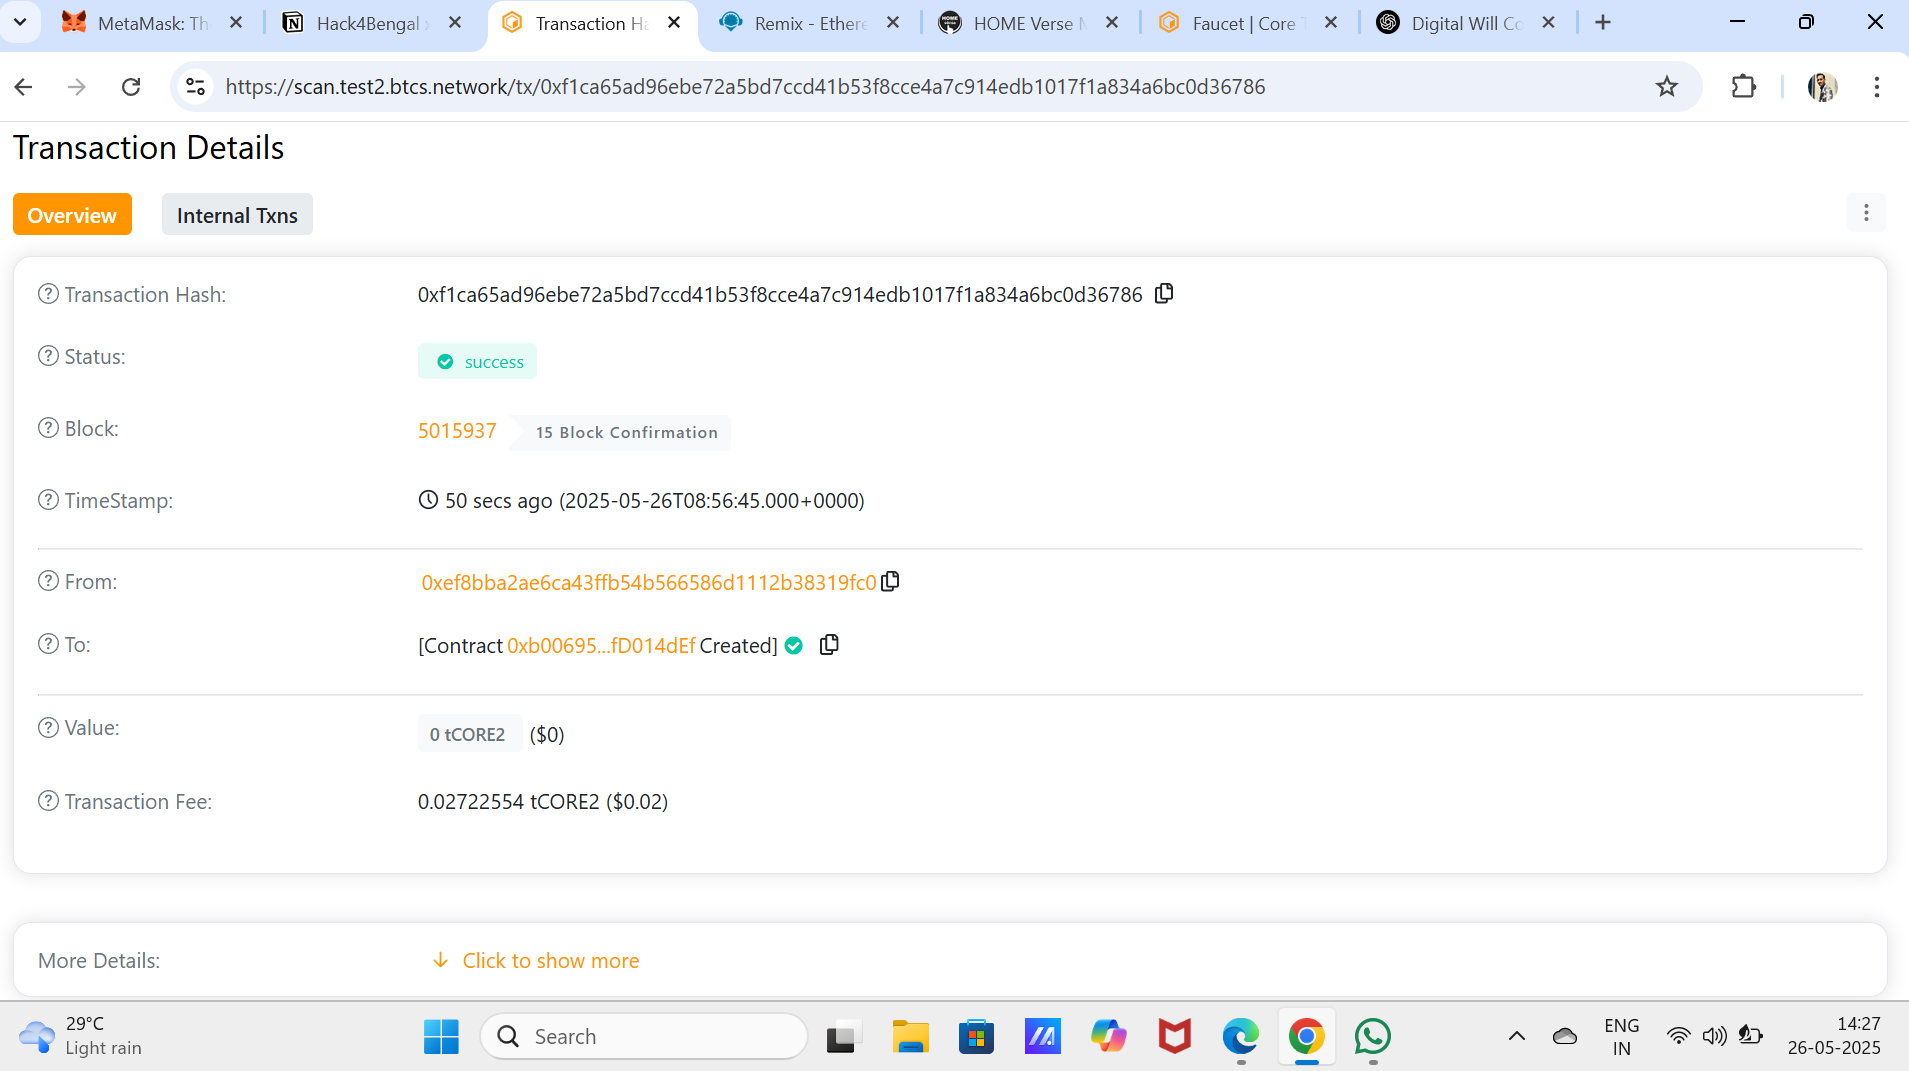 MetaMask: Th
Hack4Bengal x
Transaction Ha
Remix - Ethere
HOME Verse M
Faucet | Core T
Digital Will Co
https://scan.test2.btcs.network/tx/0xf1ca65ad96ebe72a5bd7ccd41b53f8cce4a7c914edb1017f1a834a6bc0d36786
Transaction Details
Overview
Internal Txns
Transaction Hash:
0xf1ca65ad96ebe72a5bd7ccd41b53f8cce4a7c914edb1017f1a834a6bc0d36786
Status:
success
Block:
5015937
15 Block Confirmation
TimeStamp:
50 secs ago (2025-05-26T08:56:45.000+0000)
From:
0xef8bba2ae6ca43ffb54b566586d1112b38319fc0
To:
[Contract 0xb00695...fD014dEf Created]
Value:
0 tCORE2 ($0)
Transaction Fee:
0.02722554 tCORE2 ($0.02)
More Details:
Click to show more
29°C
Light rain
Search
ENG
IN
14:27
26-05-2025